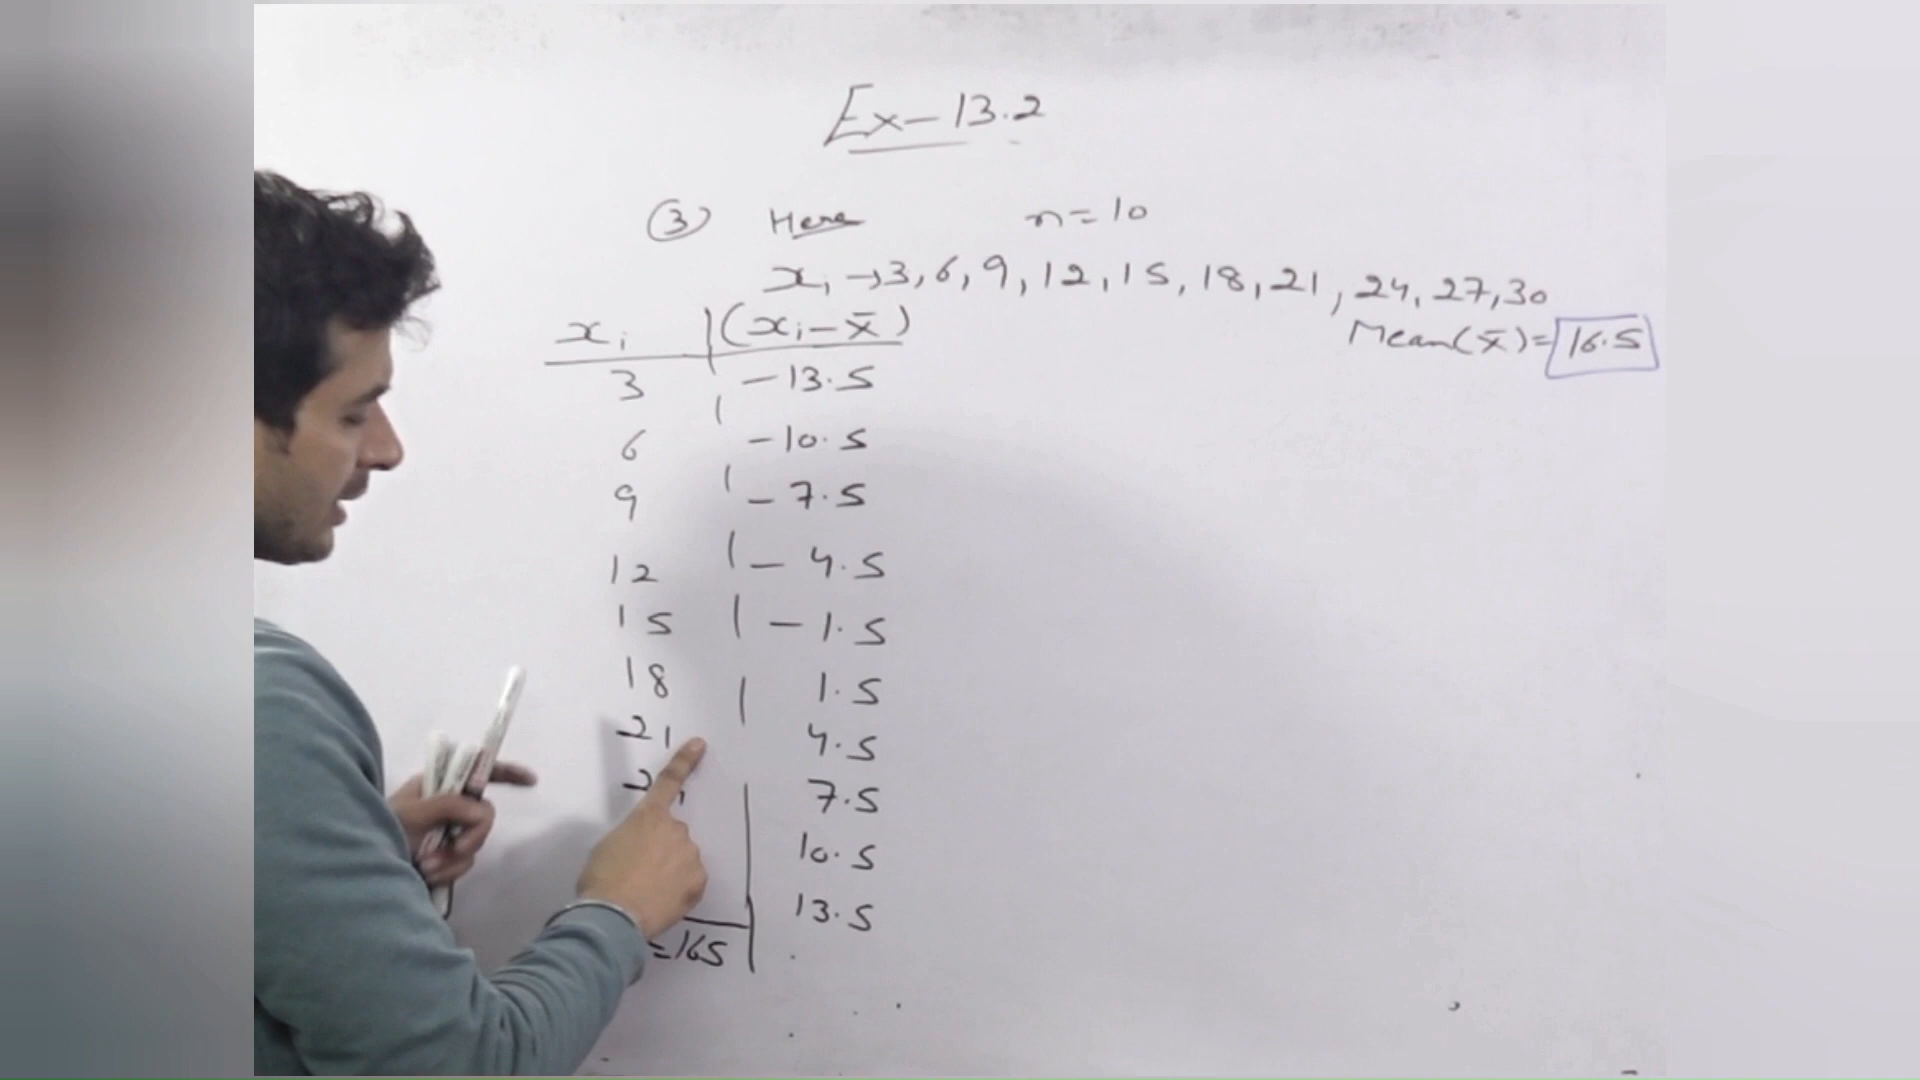 Ex-13.2
③ Here n=10
xᵢ →3, 6, 9, 12, 15, 18, 21, 24, 27, 30
Mean(x̄)=16.5
xᵢ | (xᵢ-x̄)
3 | -13.5
6 | -10.5
9 | -7.5
12 | -4.5
15 | -1.5
18 | 1.5
21 4.5
| 7.5
| 10.5
| 13.5
=165 |